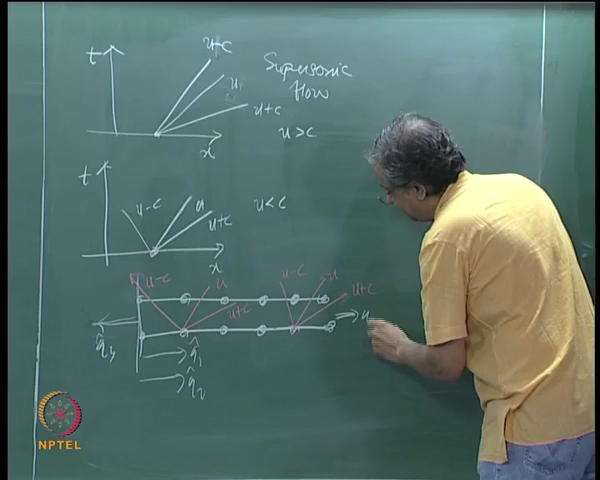 t
u+c
u
u+c
Supersonic
flow
u>c
x
t
u-c
u
u+c
u<c
x
u-c
u
u+c
u-c
u
u+c
q̂3
q̂1
q̂2
NPTEL